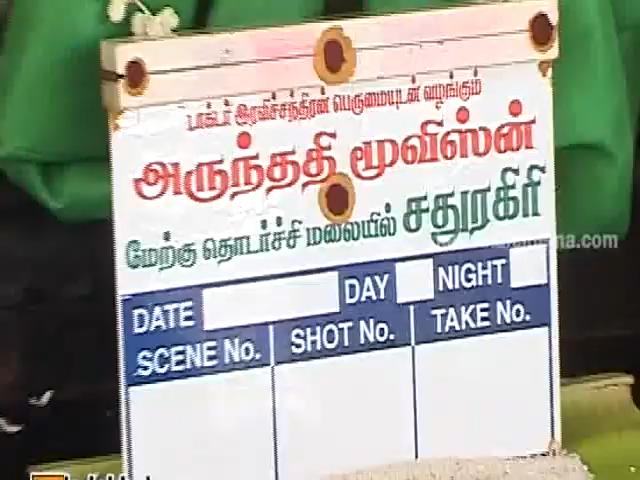 டாக்டர் இரவிச்சந்திரன் பெருமையுடன் வழங்கும்
அருந்ததி மூவிஸின்
மேற்கு தொடர்ச்சி மலையில் சதுரகிரி
DATE DAY NIGHT
SCENE No. SHOT No. TAKE No.